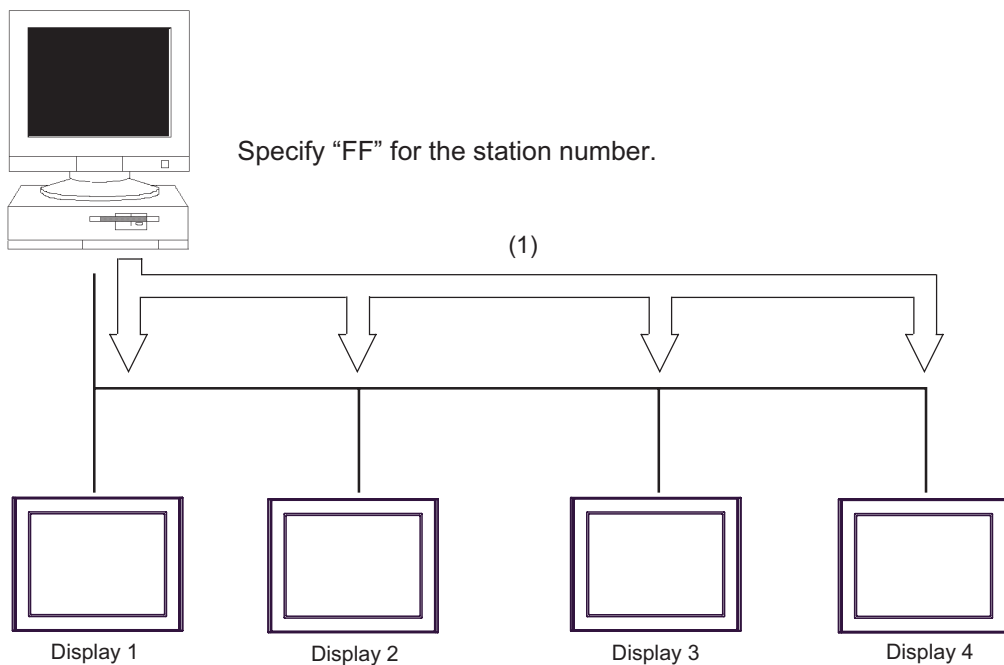 Specify “FF” for the station number.
(1)
Display 1
Display 2
Display 3
Display 4